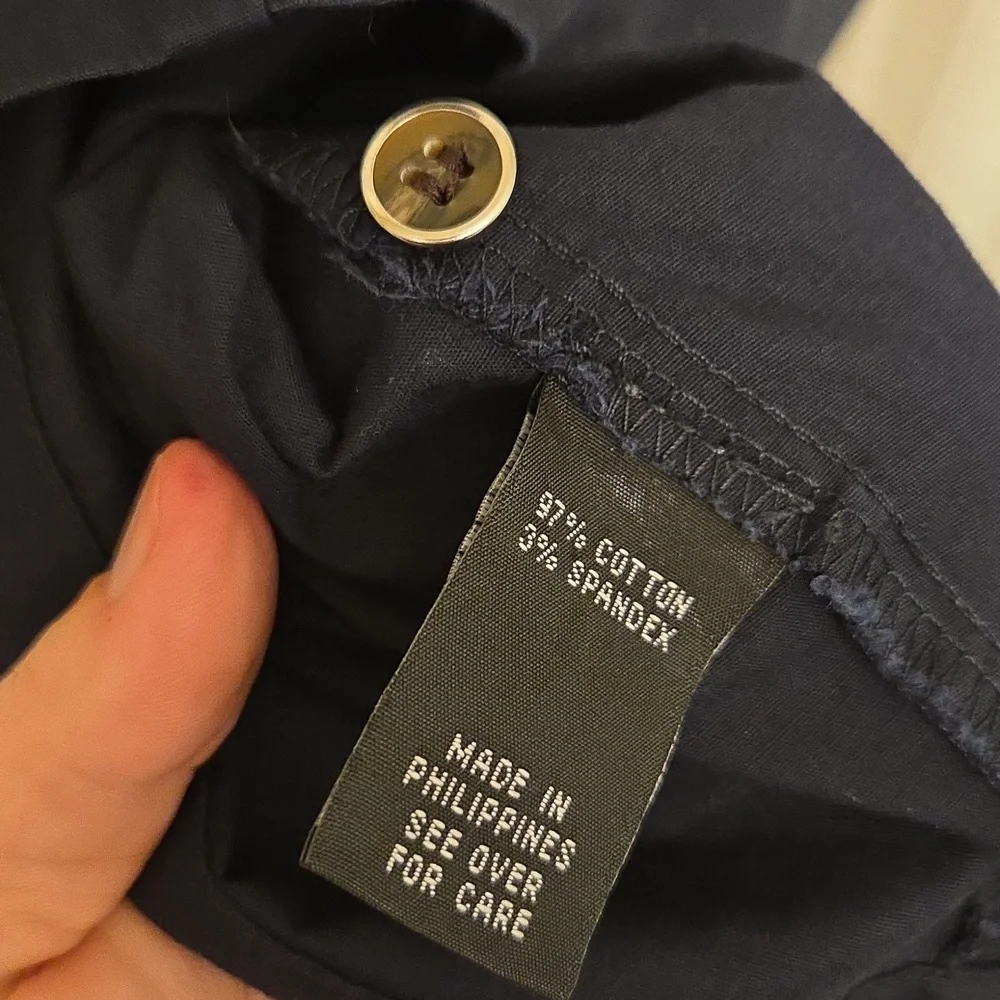 97% COTTON
3% SPANDEX
MADE IN
PHILIPPINES
SEE OVER
FOR CARE